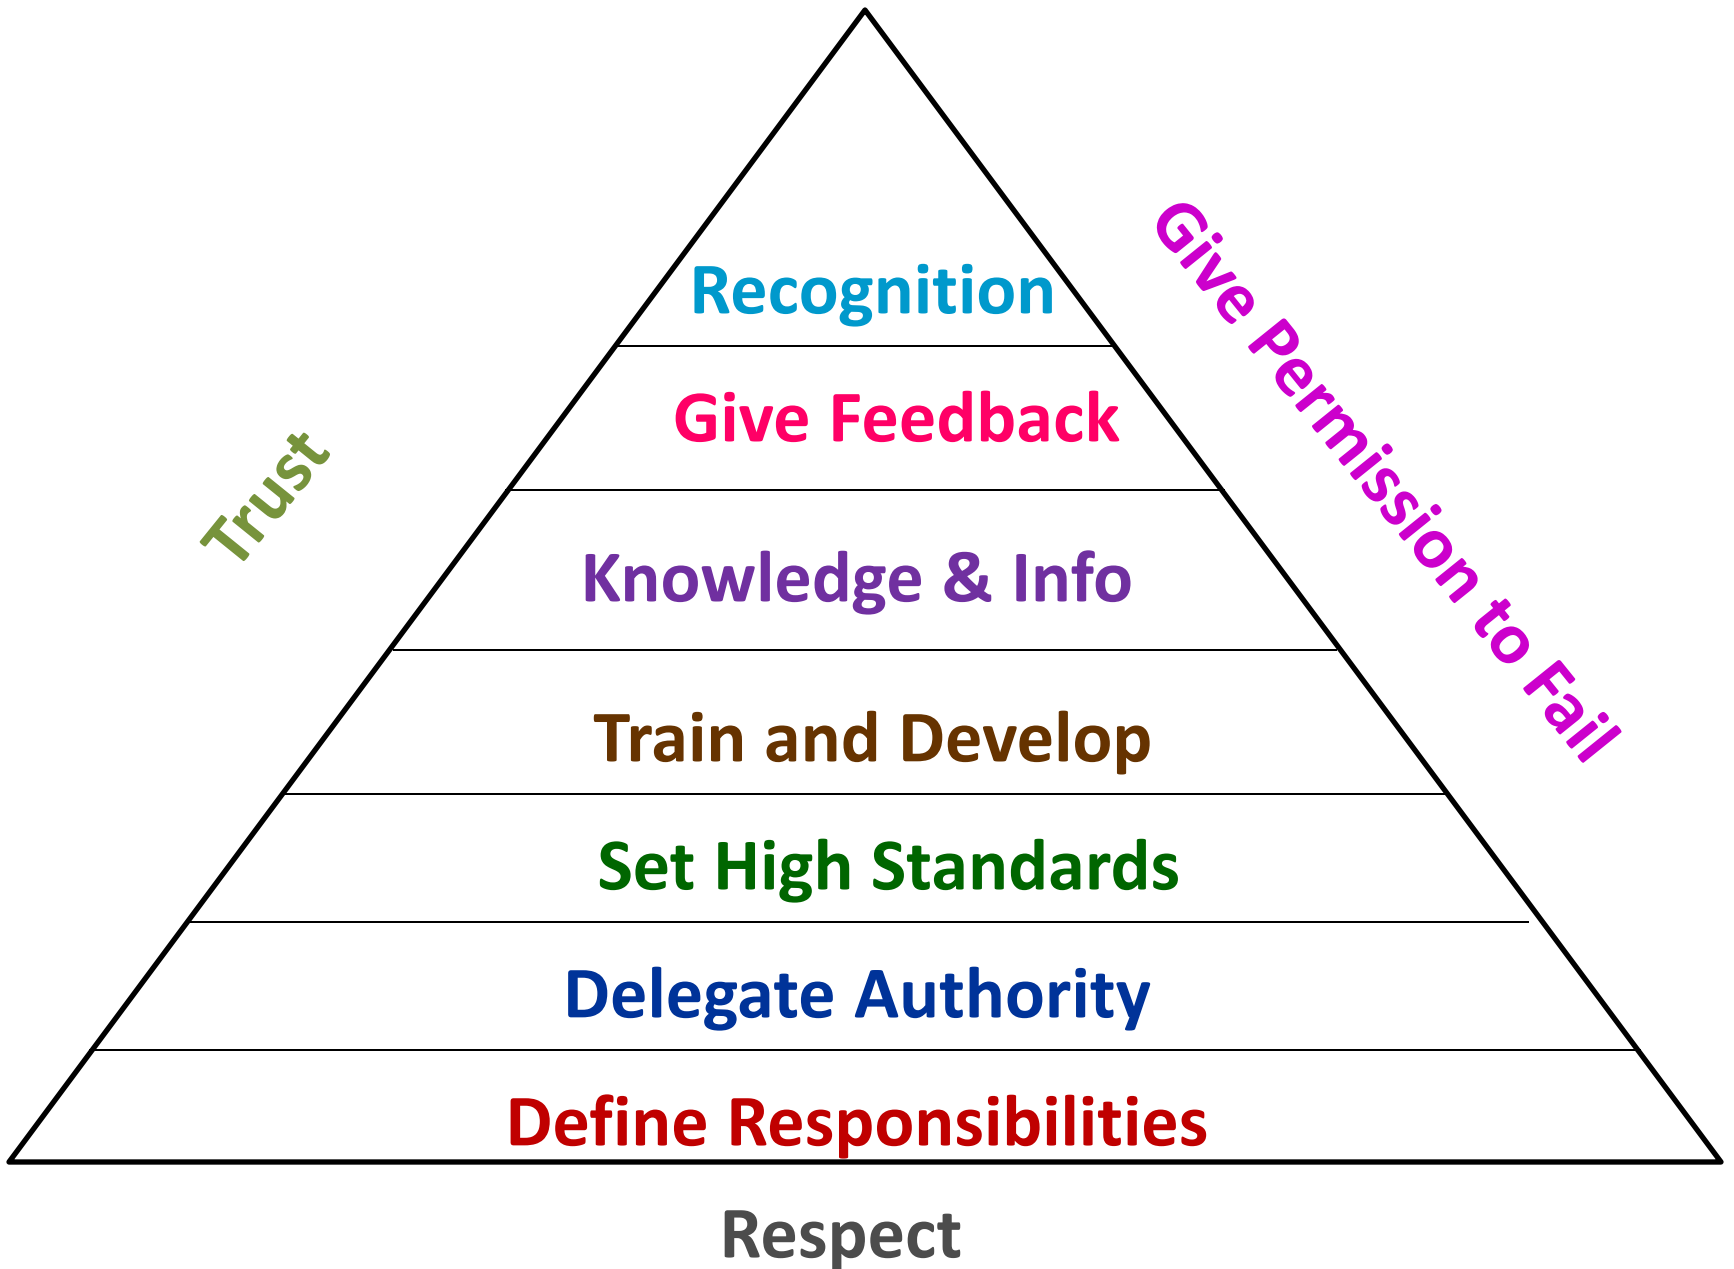 Recognition
Give Feedback
Knowledge & Info
Train and Develop
Set High Standards
Delegate Authority
Define Responsibilities
Trust
Give Permission to Fail
Respect